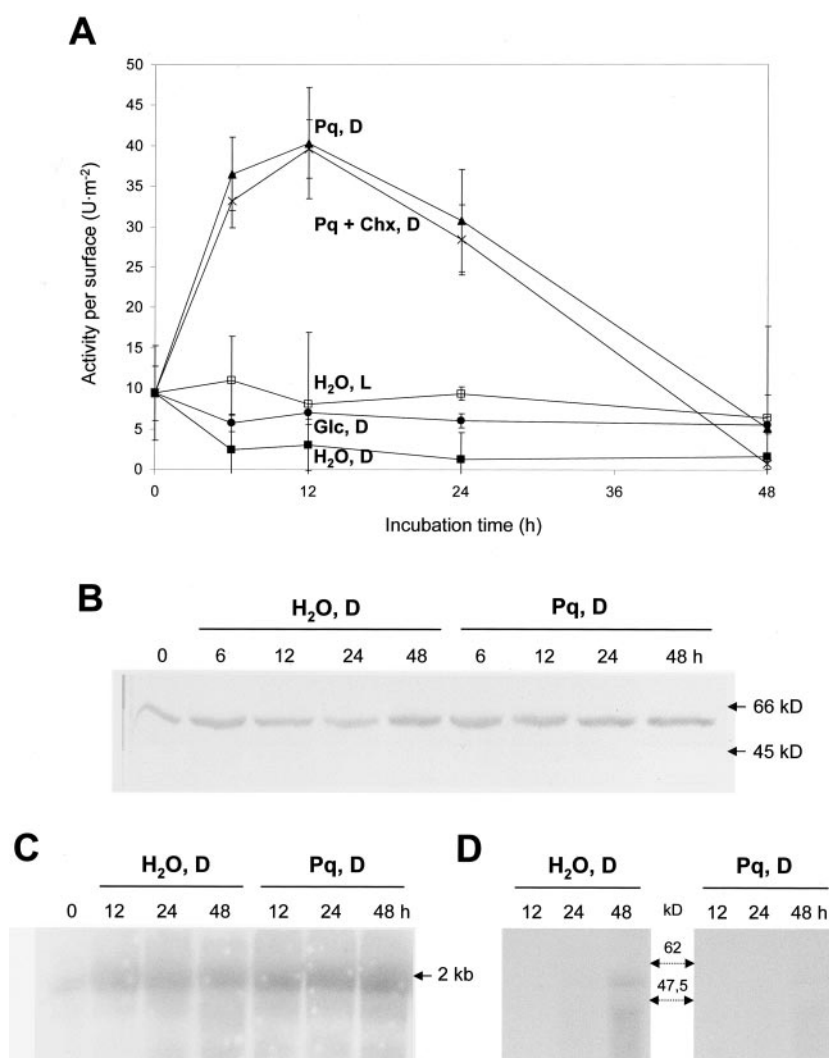 A
50
45
40
35
30
25
20
15
10
5
0
Activity per surface (U·m-2)
Pq, D
Pq + Chx, D
H2O, L
Glc, D
H2O, D
0 12 24 36 48
Incubation time (h)
B
H2O, D Pq, D
0 6 12 24 48 6 12 24 48 h
66 kD
45 kD
C
H2O, D Pq, D
0 12 24 48 12 24 48 h
2 kb
D
H2O, D Pq, D
12 24 48 kD 12 24 48 h
62
47,5